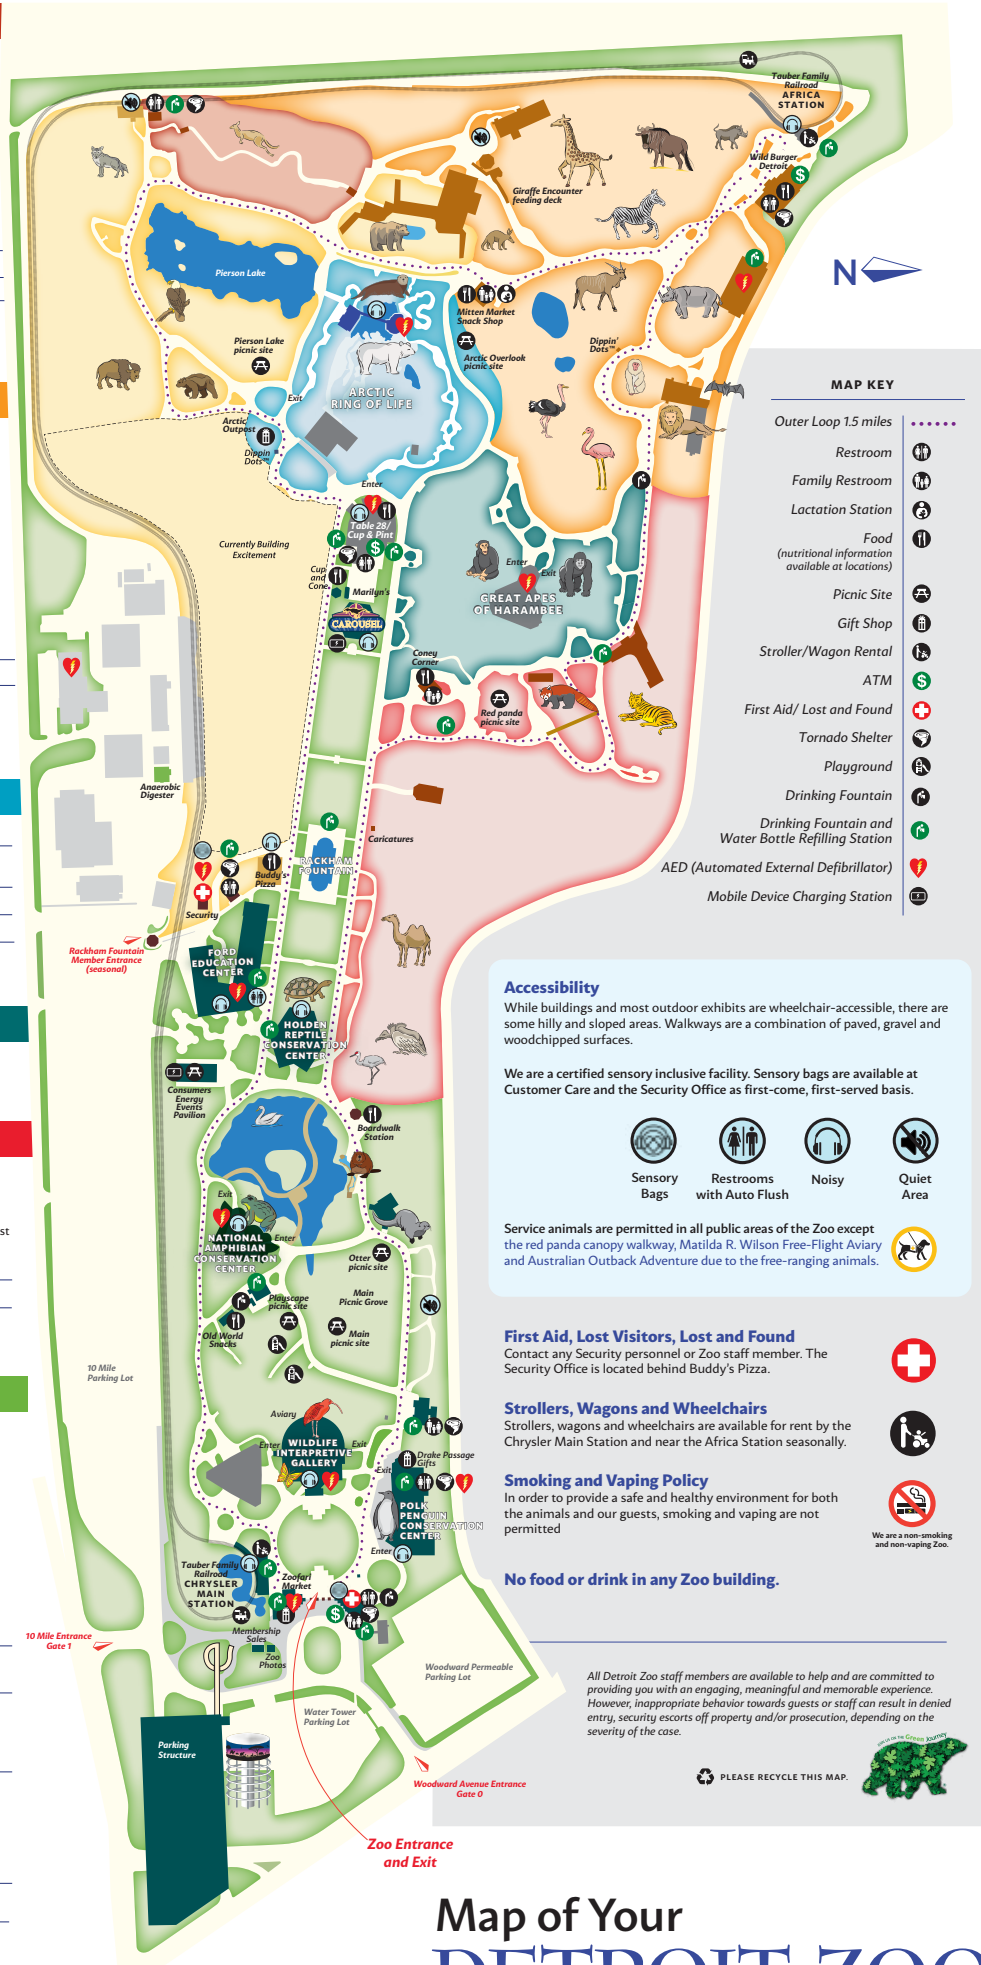 Tauber Family
Railroad
AFRICA
STATION
Wild Burger
Detroit
Giraffe Encounter
feeding deck
N
Pierson Lake
Mitten Market
Snack Shop
Pierson Lake
picnic site
Arctic Overlook
picnic site
Dippin'
Dots™
ARCTIC
RING OF LIFE
Exit
Arctic
Outpost
Dippin
Dots™
Enter
Table 28/
Cup & Pint
Currently Building
Excitement
Cup
and
Cone
Marilyn's
CAROUSEL
Enter
Exit
GREAT APES
OF HARAMBEE
Coney
Corner
Red panda
picnic site
Anaerobic
Digester
Caricatures
RACKHAM
FOUNTAIN
Buddy's
Pizza
Security
Rackham Fountain
Member Entrance
(seasonal)
FORD
EDUCATION
CENTER
HOLDEN
REPTILE
CONSERVATION
CENTER
Consumers
Energy
Events
Pavilion
Boardwalk
Station
Exit
NATIONAL
AMPHIBIAN
CONSERVATION
CENTER
Enter
Otter
picnic site
Playscape
picnic site
Main
Picnic Grove
Old World
Snacks
Main
picnic site
10 Mile
Parking Lot
Aviary
Enter
WILDLIFE
INTERPRETIVE
GALLERY
Exit
Drake Passage
Gifts
Exit
POLK
PENGUIN
CONSERVATION
CENTER
Enter
Tauber Family
Railroad
CHRYSLER
MAIN
STATION
Zoofari
Market
Membership
Sales
Zoo
Photos
10 Mile Entrance
Gate 1
Woodward Permeable
Parking Lot
Water Tower
Parking Lot
Parking
Structure
Woodward Avenue Entrance
Gate 0
Zoo Entrance
and Exit
st
MAP KEY
Outer Loop 1.5 miles
Restroom
Family Restroom
Lactation Station
Food
(nutritional information
available at locations)
Picnic Site
Gift Shop
Stroller/Wagon Rental
ATM
First Aid/ Lost and Found
Tornado Shelter
Playground
Drinking Fountain
Drinking Fountain and
Water Bottle Refilling Station
AED (Automated External Defibrillator)
Mobile Device Charging Station
Accessibility
While buildings and most outdoor exhibits are wheelchair-accessible, there are
some hilly and sloped areas. Walkways are a combination of paved, gravel and
woodchipped surfaces.
We are a certified sensory inclusive facility. Sensory bags are available at
Customer Care and the Security Office as first-come, first-served basis.
Sensory
Bags
Restrooms
with Auto Flush
Noisy
Quiet
Area
Service animals are permitted in all public areas of the Zoo except
the red panda canopy walkway, Matilda R. Wilson Free-Flight Aviary
and Australian Outback Adventure due to the free-ranging animals.
First Aid, Lost Visitors, Lost and Found
Contact any Security personnel or Zoo staff member. The
Security Office is located behind Buddy's Pizza.
Strollers, Wagons and Wheelchairs
Strollers, wagons and wheelchairs are available for rent by the
Chrysler Main Station and near the Africa Station seasonally.
Smoking and Vaping Policy
In order to provide a safe and healthy environment for both
the animals and our guests, smoking and vaping are not
permitted
We are a non-smoking
and non-vaping Zoo.
No food or drink in any Zoo building.
All Detroit Zoo staff members are available to help and are committed to
providing you with an engaging, meaningful and memorable experience.
However, inappropriate behavior towards guests or staff can result in denied
entry, security escorts off property and/or prosecution, depending on the
severity of the case.
JOIN US ON THE Green Journey
PLEASE RECYCLE THIS MAP.
Map of Your
DETROIT ZOO